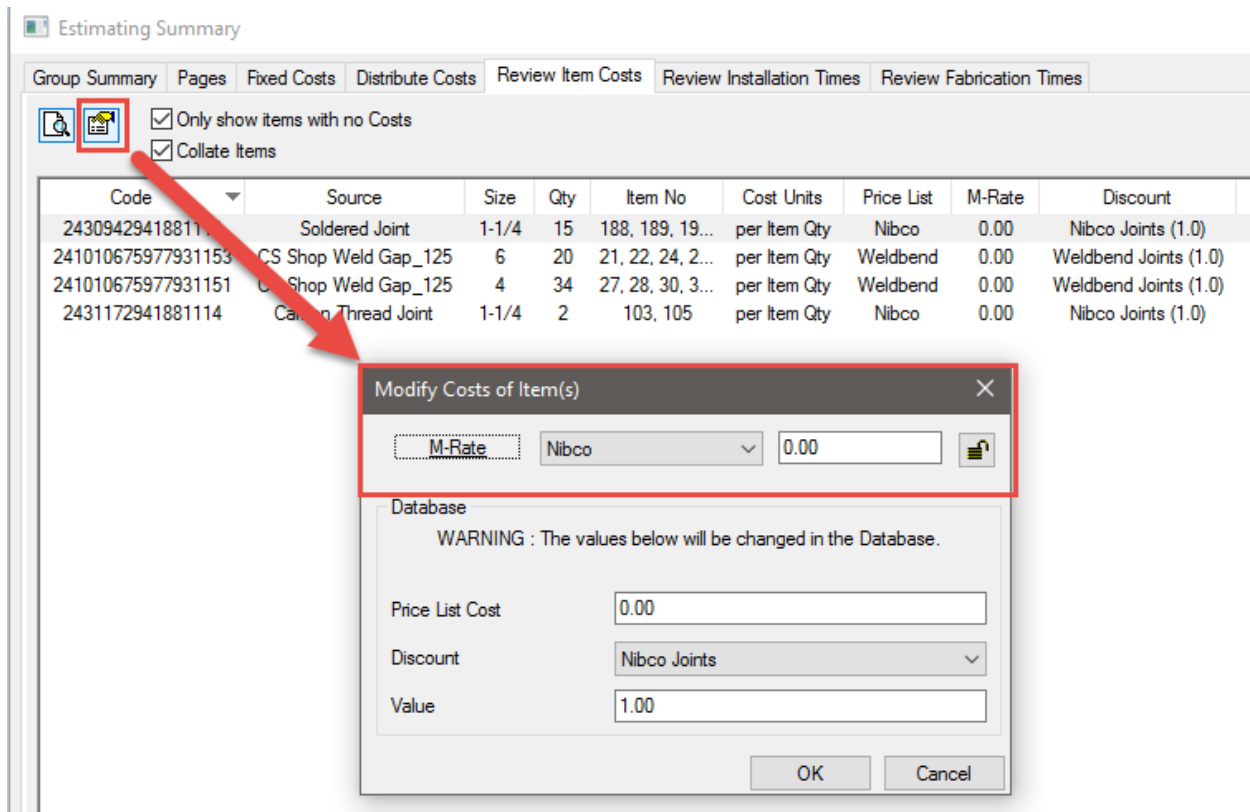 Estimating Summary
Group Summary Pages Fixed Costs Distribute Costs Review Item Costs Review Installation Times Review Fabrication Times
Only show items with no Costs
Collate Items
Code Source Size Qty Item No Cost Units Price List M-Rate Discount
Soldered Joint 1-1/4 15 188, 189, 19... per Item Qty Nibco 0.00 Nibco Joints (1.0)
241010675977931153 CS Shop Weld Gap_125 6 20 21, 22, 24, 2... per Item Qty Weldbend 0.00 Weldbend Joints (1.0)
241010675977931151 Shop Weld Gap_125 4 34 27, 28, 30, 3... per Item Qty Weldbend 0.00 Weldbend Joints (1.0)
2431172941881114 Thread Joint 1-1/4 2 103, 105 per Item Qty Nibco 0.00 Nibco Joints (1.0)
Modify Costs of Item(s)
M-Rate Nibco 0.00
Database
WARNING : The values below will be changed in the Database.
Price List Cost 0.00
Discount Nibco Joints
Value 1.00
OK Cancel